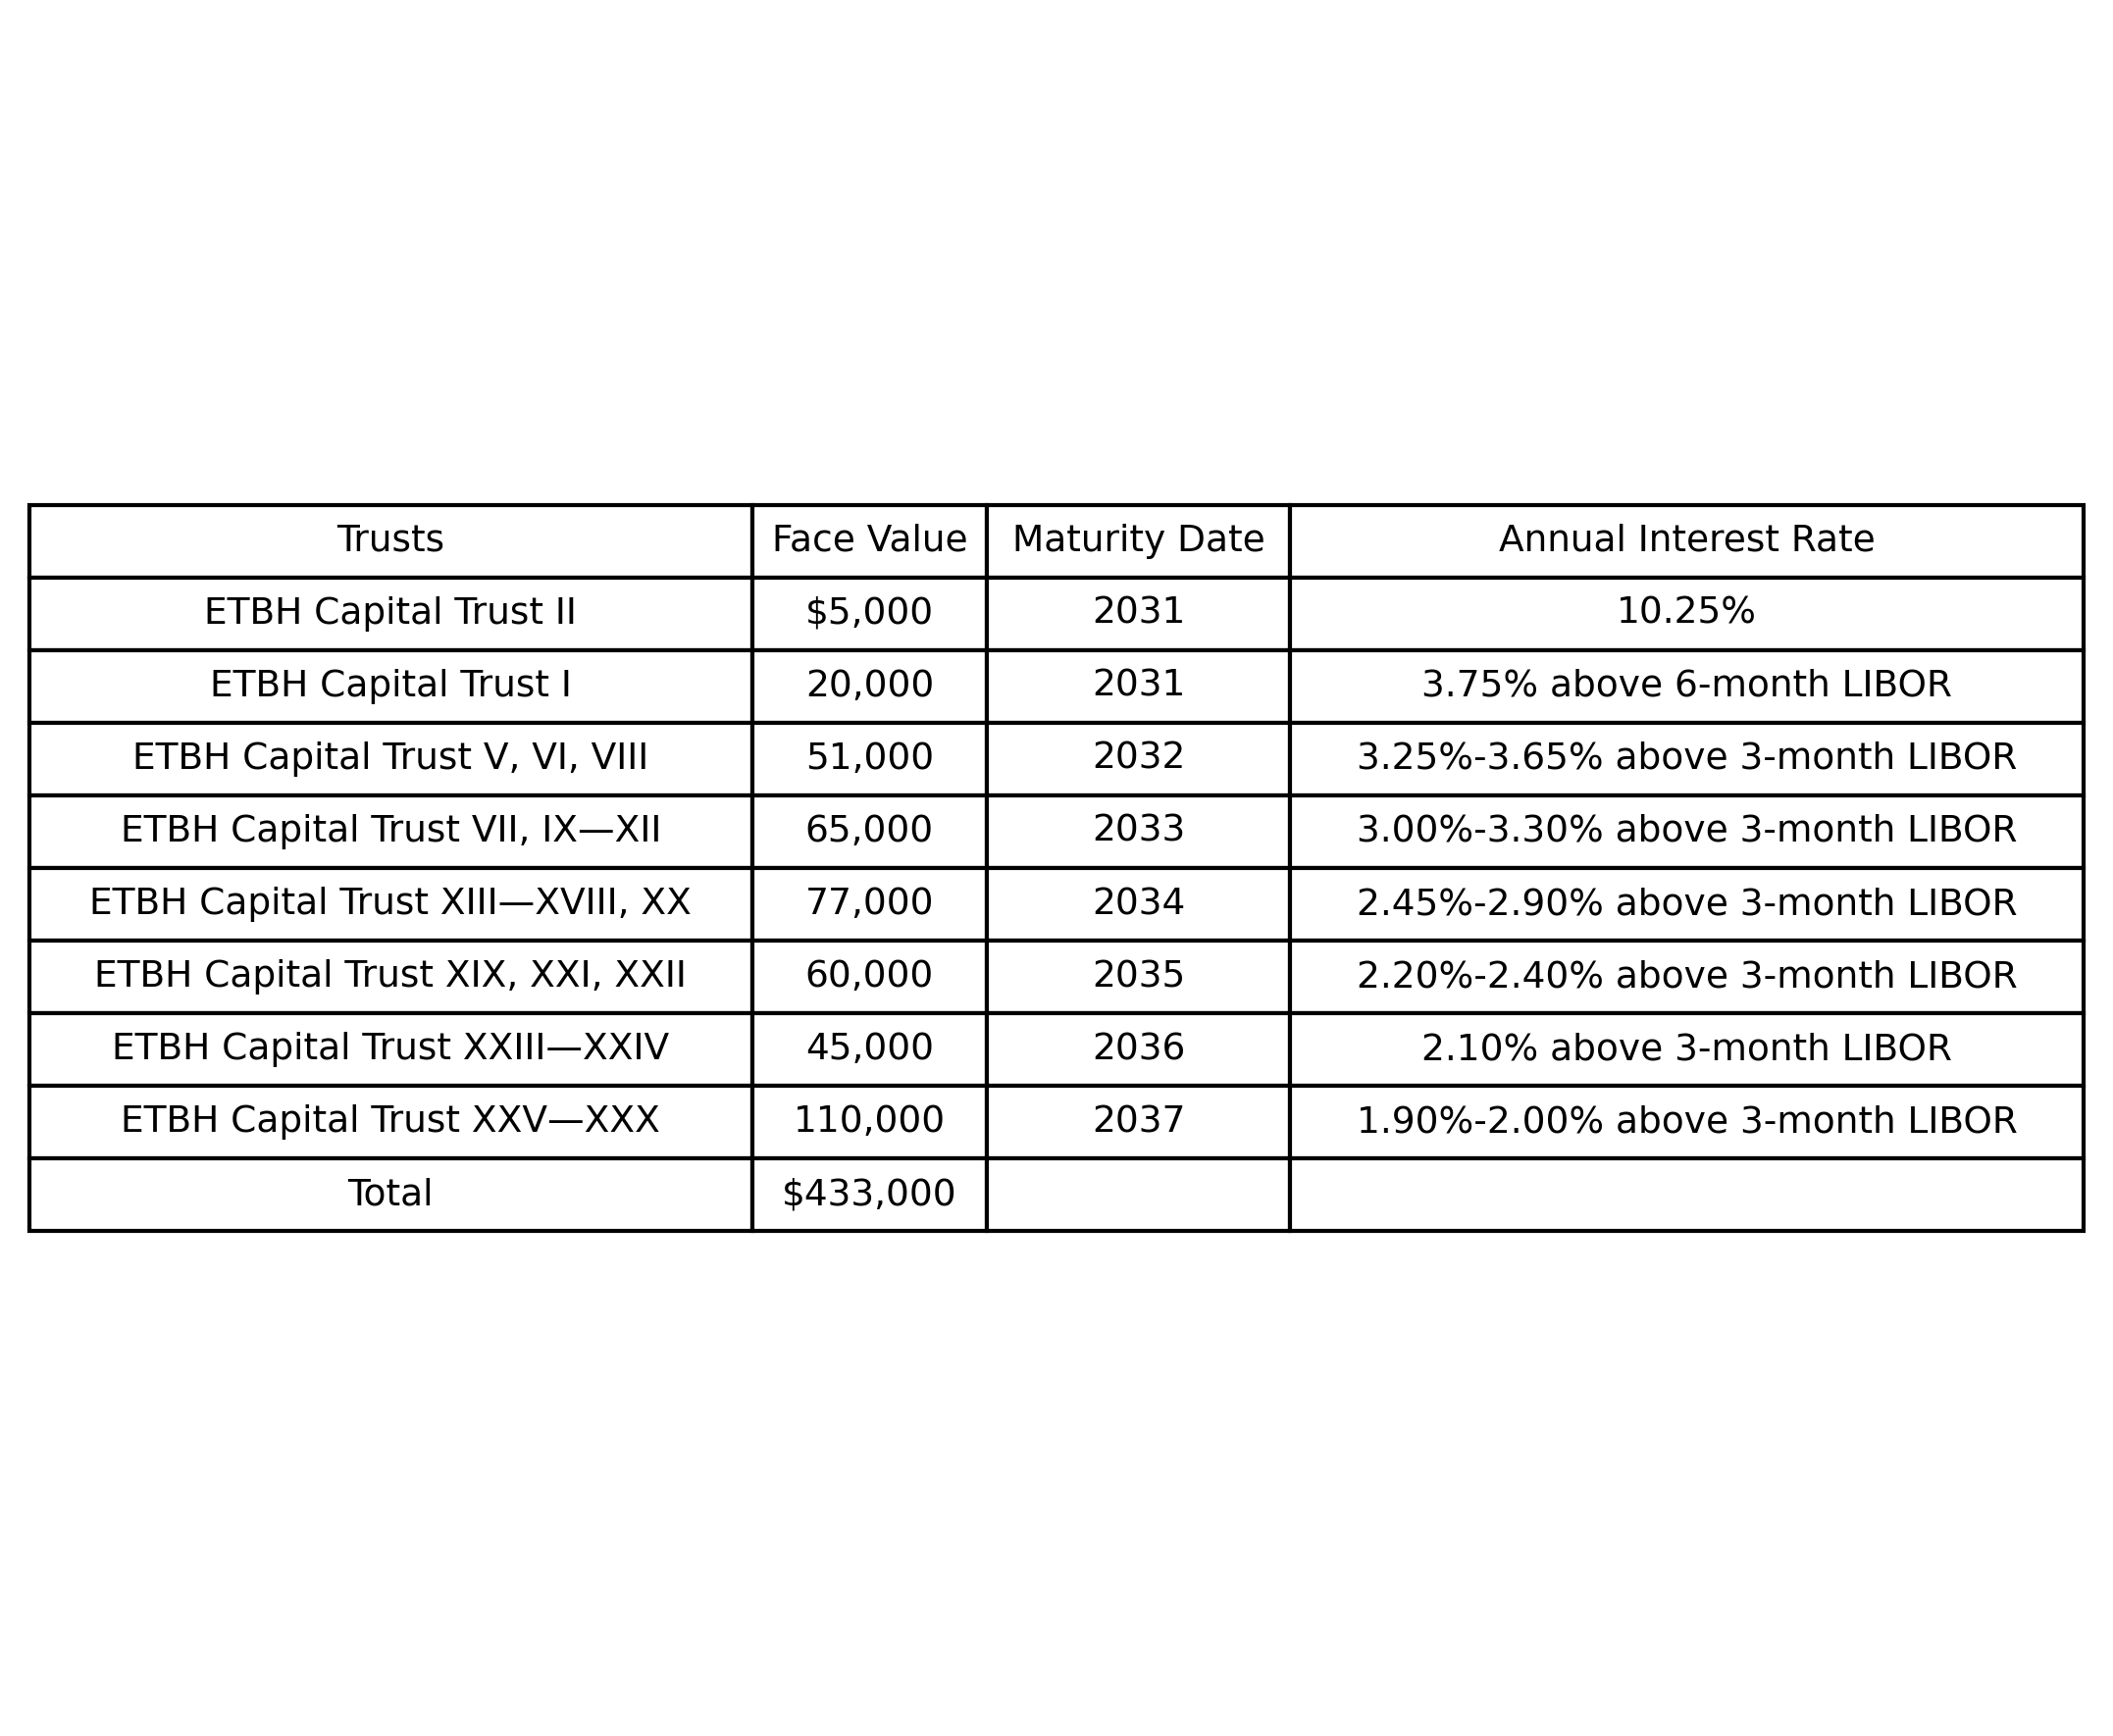 Trusts Face Value Maturity Date Annual Interest Rate
ETBH Capital Trust II $5,000 2031 10.25%
ETBH Capital Trust I 20,000 2031 3.75% above 6-month LIBOR
ETBH Capital Trust V, VI, VIII 51,000 2032 3.25%-3.65% above 3-month LIBOR
ETBH Capital Trust VII, IX—XII 65,000 2033 3.00%-3.30% above 3-month LIBOR
ETBH Capital Trust XIII—XVIII, XX 77,000 2034 2.45%-2.90% above 3-month LIBOR
ETBH Capital Trust XIX, XXI, XXII 60,000 2035 2.20%-2.40% above 3-month LIBOR
ETBH Capital Trust XXIII—XXIV 45,000 2036 2.10% above 3-month LIBOR
ETBH Capital Trust XXV—XXX 110,000 2037 1.90%-2.00% above 3-month LIBOR
Total $433,000